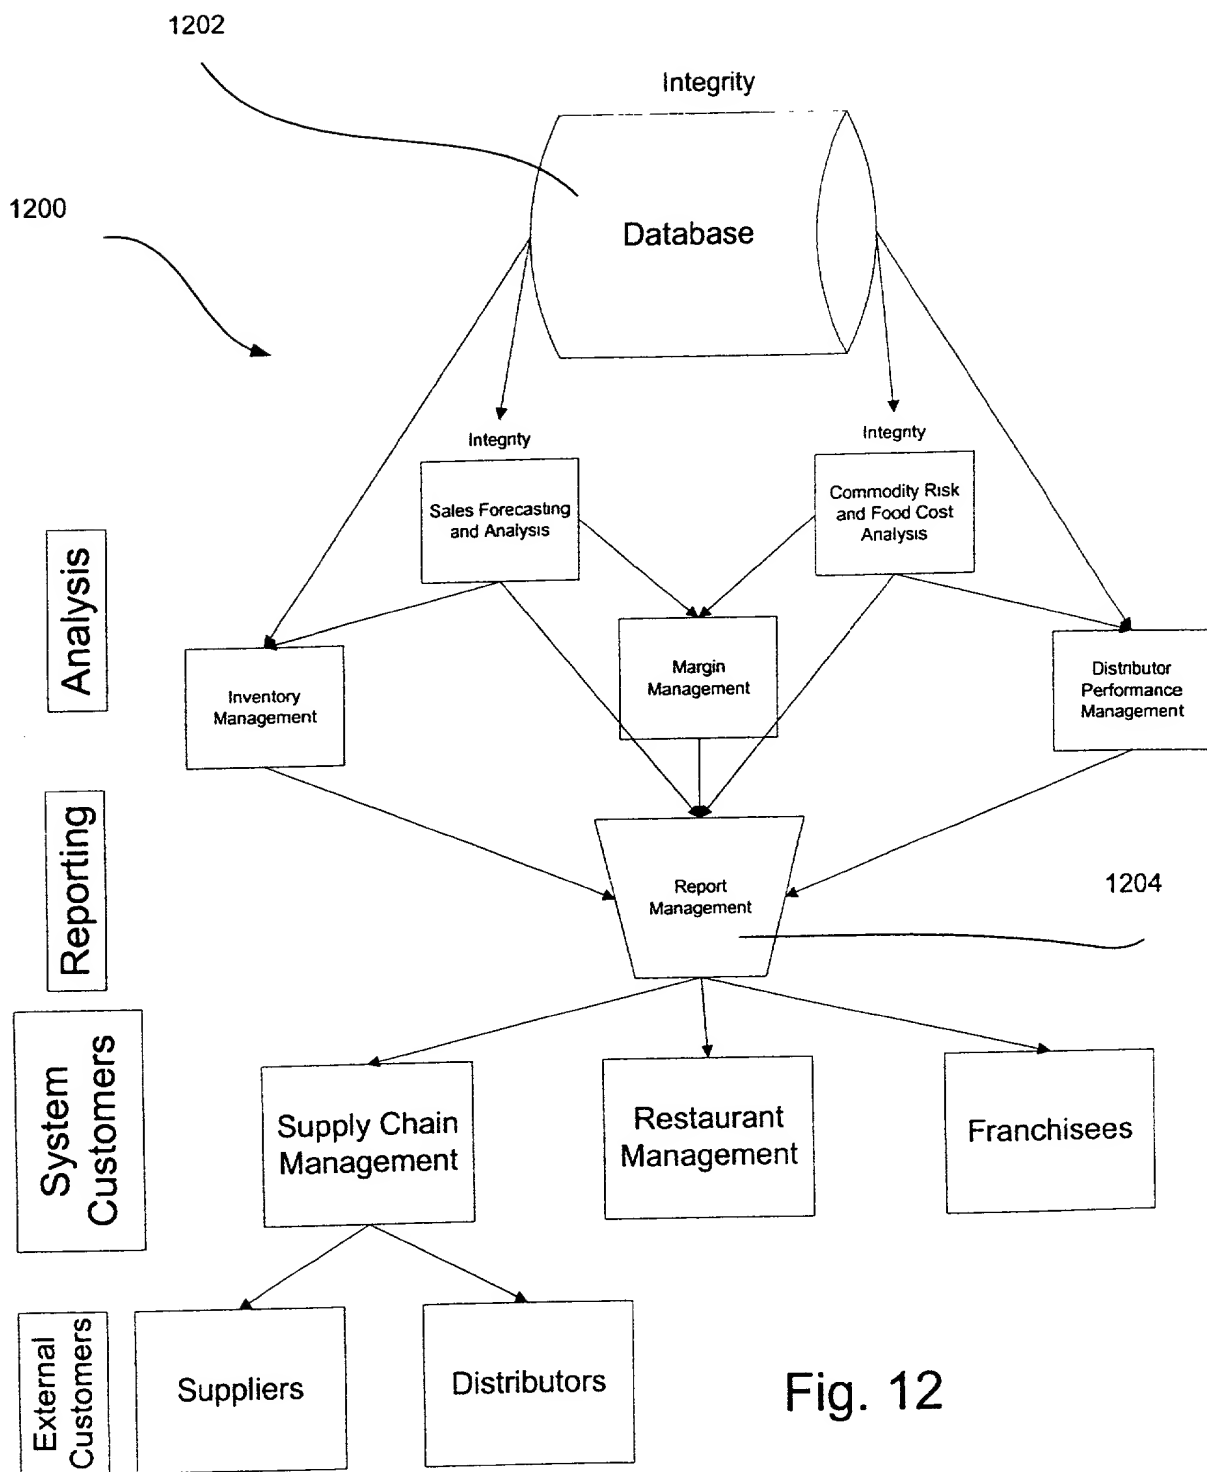 1202
Integrity
1200
Database
Integrity
Integrity
Sales Forecasting
and Analysis
Commodity Risk
and Food Cost
Analysis
Analysis
Inventory
Management
Margin
Management
Distributor
Performance
Management
Reporting
Report
Management
1204
System
Customers
Supply Chain
Management
Restaurant
Management
Franchisees
External
Customers
Suppliers
Distributors
Fig. 12